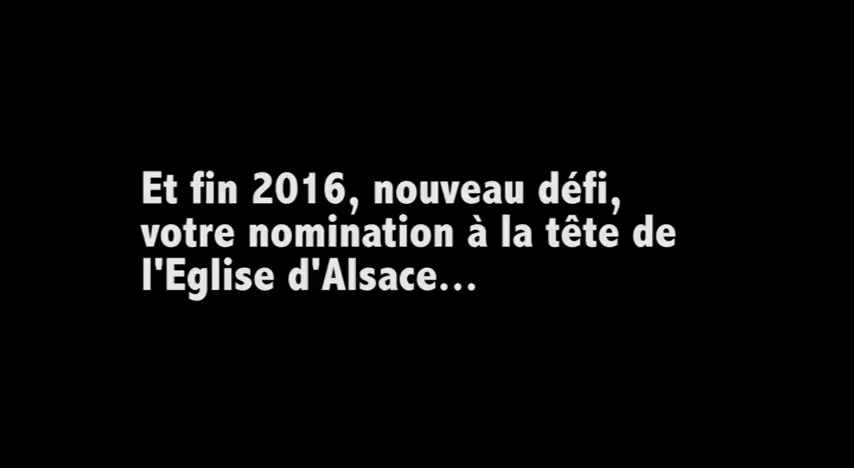 Et fin 2016, nouveau défi,
votre nomination à la tête de
l'Eglise d'Alsace...